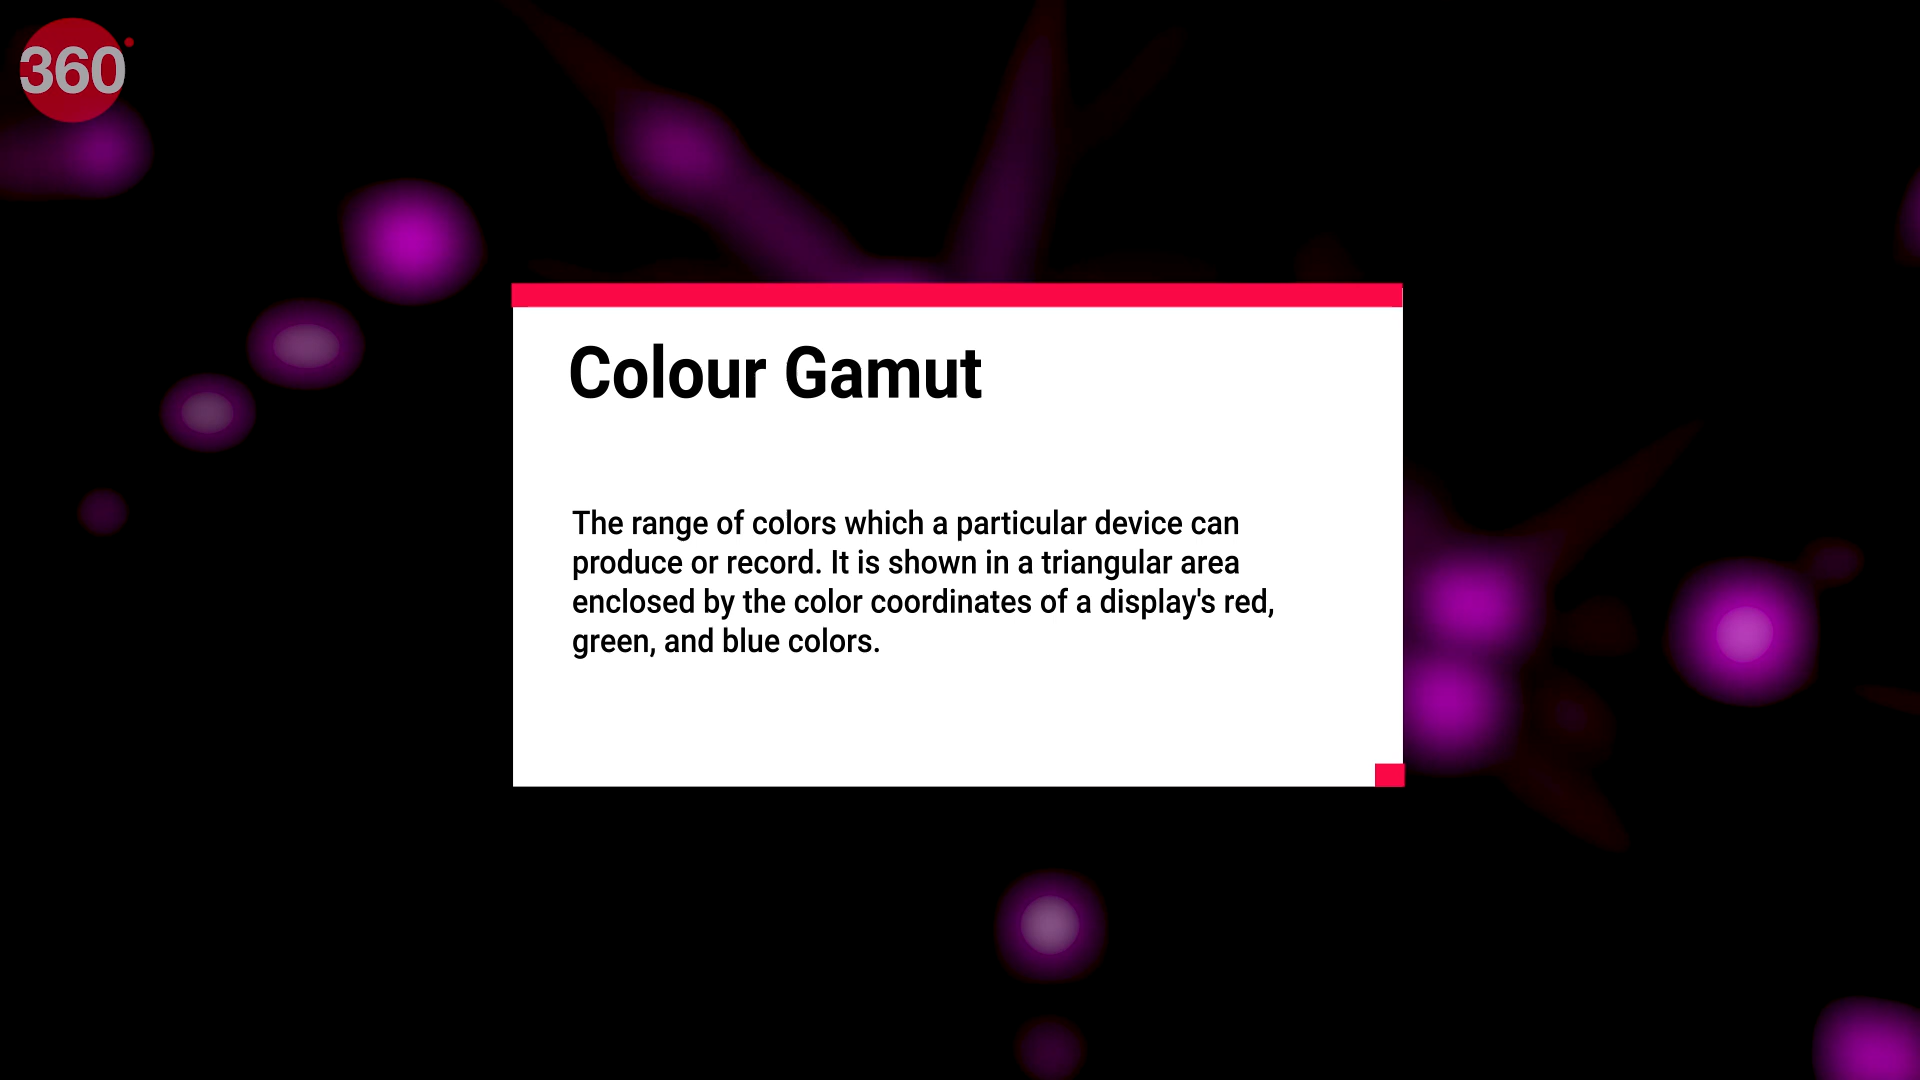 360
Colour Gamut
The range of colors which a particular device can
produce or record. It is shown in a triangular area
enclosed by the color coordinates of a display's red,
green, and blue colors.